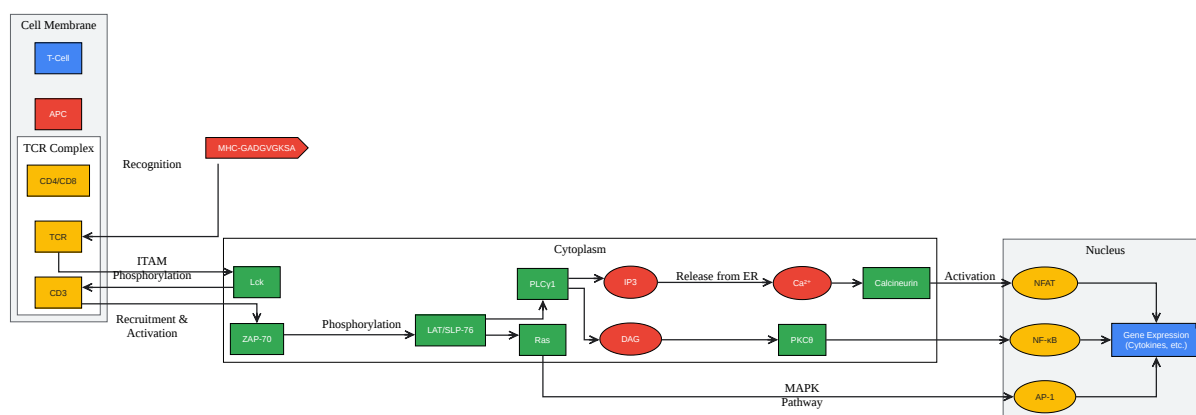 Cell Membrane
T-Cell
APC
TCR Complex
CD4/CD8
TCR
CD3
Recognition
MHC-GADGVGKSA
ITAM
Phosphorylation
Recruitment &
Activation
Cytoplasm
Lck
ZAP-70
Phosphorylation
LAT/SLP-76
PLCγ1
Ras
IP3
DAG
Release from ER
Ca²⁺
PKCθ
Calcineurin
Activation
MAPK
Pathway
Nucleus
NFAT
NF-κB
AP-1
Gene Expression
(Cytokines, etc.)